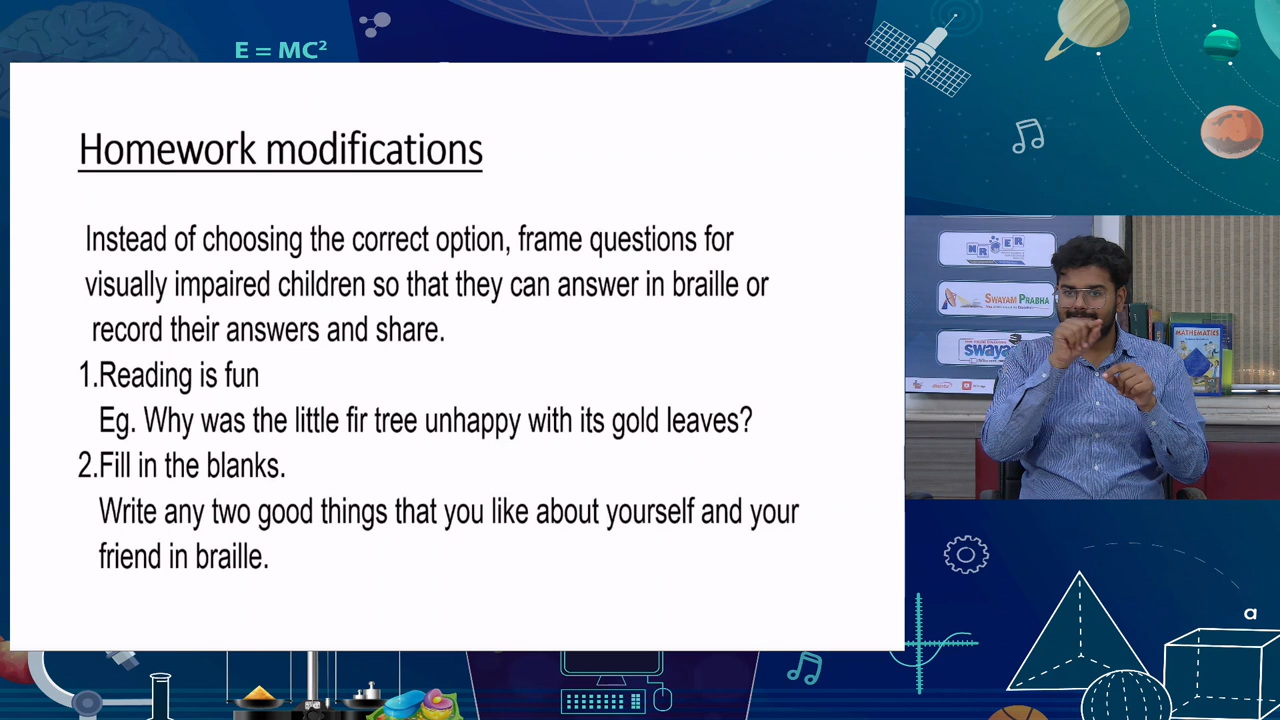 E = MC²
Homework modifications
Instead of choosing the correct option, frame questions for
visually impaired children so that they can answer in braille or
record their answers and share.
1.Reading is fun
Eg. Why was the little fir tree unhappy with its gold leaves?
2.Fill in the blanks.
Write any two good things that you like about yourself and your
friend in braille.
NROER
SWAYAM PRABHA
swaya
MATHEMATICS
a